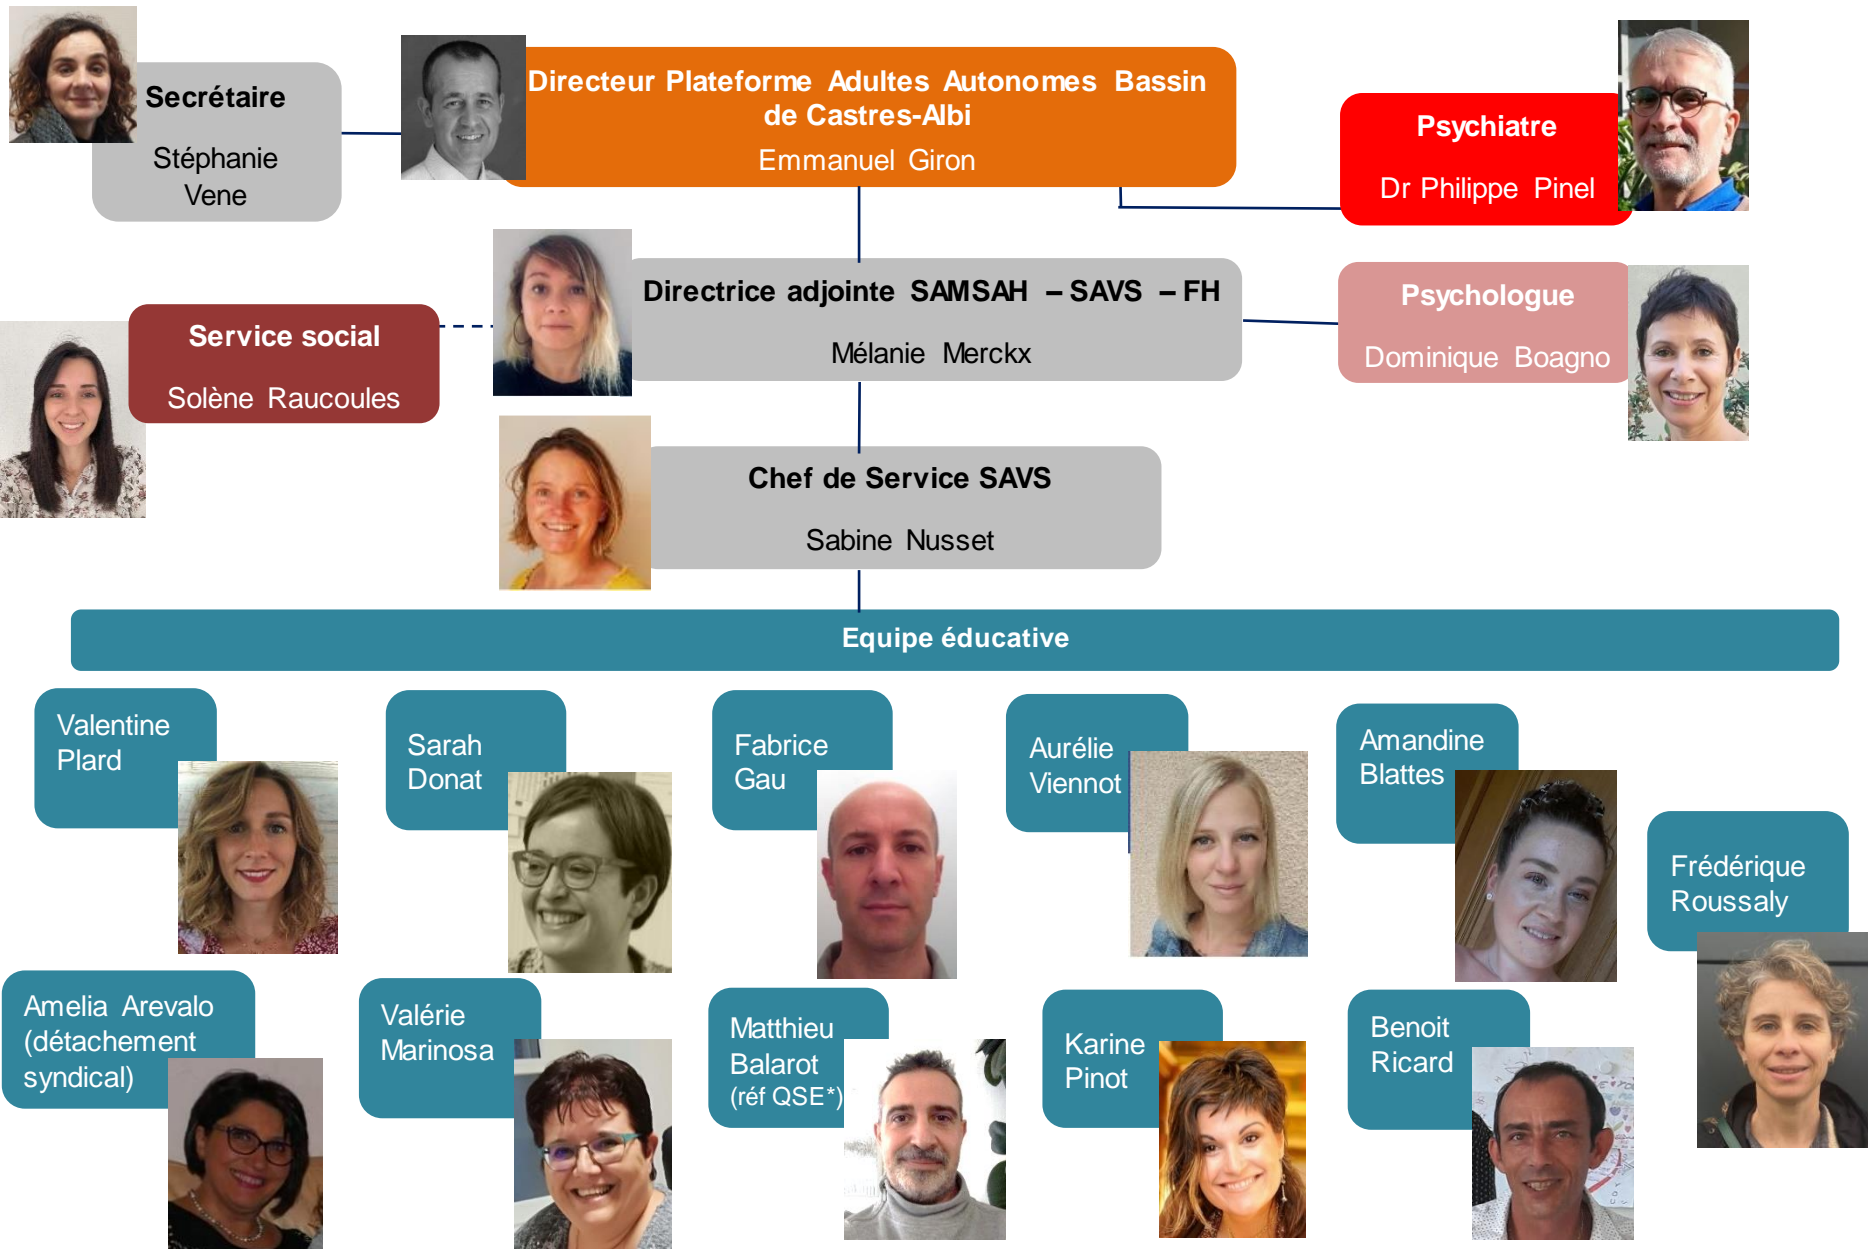 Secrétaire
Stéphanie
Vene
Directeur Plateforme Adultes Autonomes Bassin
de Castres-Albi
Emmanuel Giron
Psychiatre
Dr Philippe Pinel
Directrice adjointe SAMSAH – SAVS – FH
Mélanie Merckx
Psychologue
Dominique Boagno
Service social
Solène Raucoules
Chef de Service SAVS
Sabine Nusset
Equipe éducative
Valentine
Plard
Sarah
Donat
Fabrice
Gau
Aurélie
Viennot
Amandine
Blattes
Frédérique
Roussaly
Amelia Arevalo
(détachement
syndical)
Valérie
Marinosa
Matthieu
Balarot
(réf QSE*)
Karine
Pinot
Benoit
Ricard